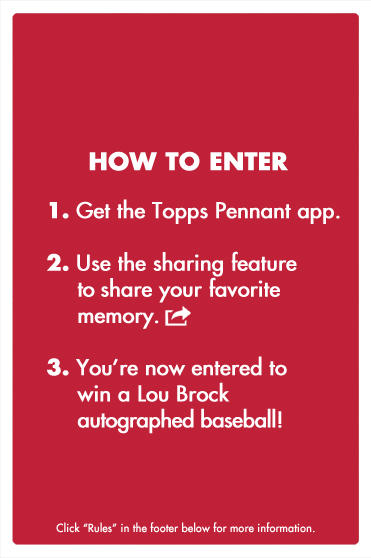 HOW TO ENTER
1. Get the Topps Pennant app.
2. Use the sharing feature
to share your favorite
memory.
3. You’re now entered to
win a Lou Brock
autographed baseball!
Click “Rules” in the footer below for more information.